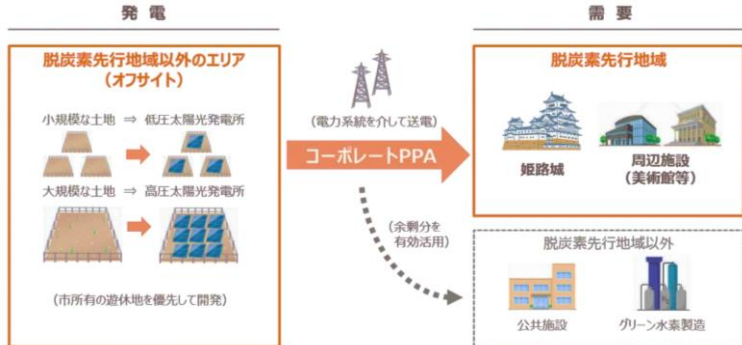 発電
需要
脱炭素先行地域以外のエリア
（オフサイト）
小規模な土地 ⇒ 低圧太陽光発電所
大規模な土地 ⇒ 高圧太陽光発電所
（市所有の遊休地を優先して開発）
（電力系統を介して送電）
コーポレートPPA
（余剰分を
有効活用）
脱炭素先行地域
姫路城
周辺施設
（美術館等）
脱炭素先行地域以外
公共施設
グリーン水素製造